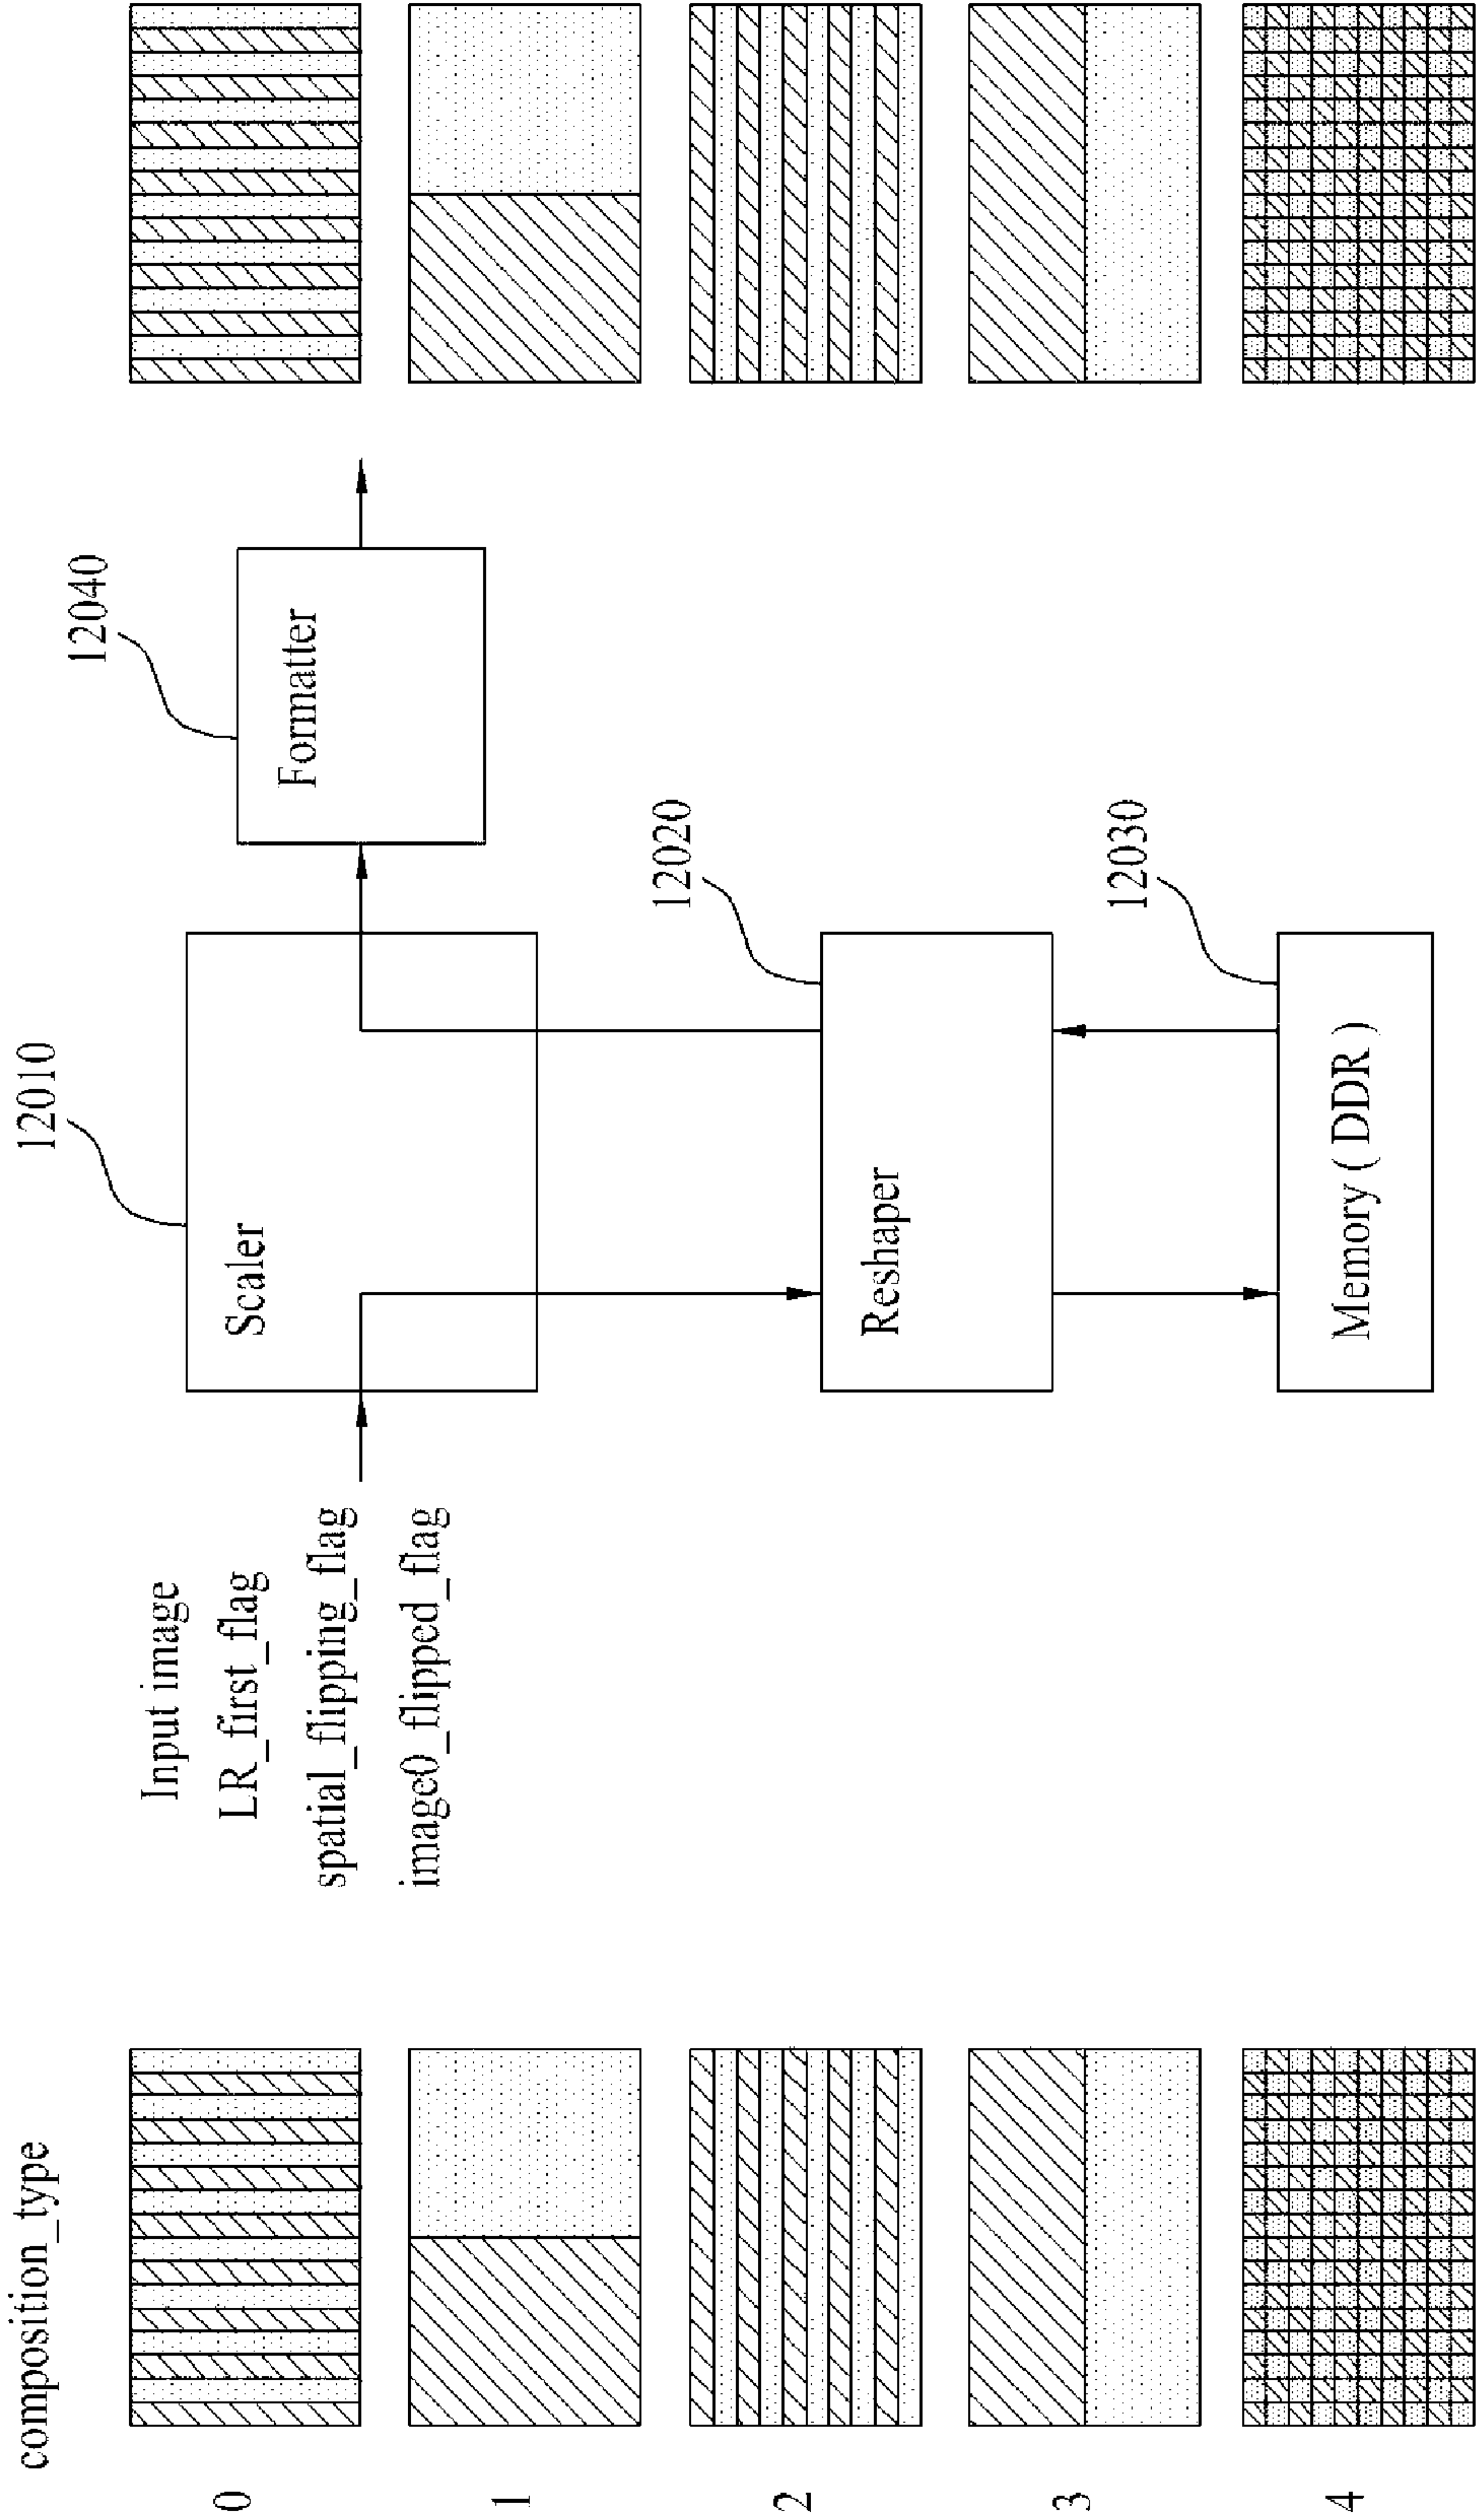 composition_type
0
1
2
3
4
Input image
LR_first_flag
spatial_flipping_flag
image0_flipped_flag
12010
Scaler
12020
Reshaper
12030
Memory ( DDR )
12040
Formatter